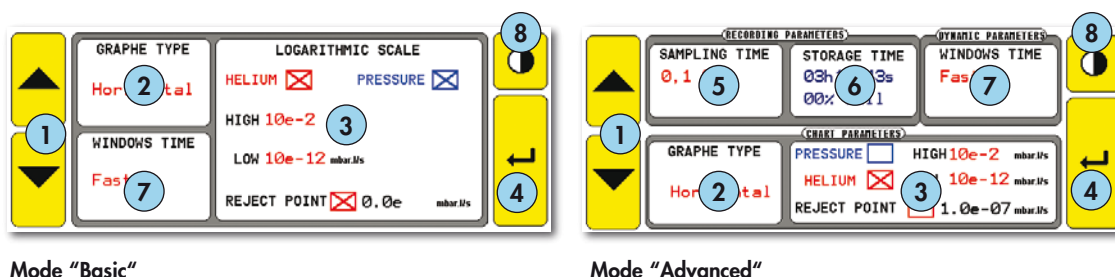 GRAPHE TYPE
2
WINDOWS TIME
Fast
7
LOGARITHMIC SCALE
HELIUM PRESSURE
HIGH 10e-2
3
LOW 10e-12 mbar.l/s
REJECT POINT 0.0e mbar.l/s
1
8
4
Mode “Basic“
RECORDING PARAMETERS
SAMPLING TIME
0.1
5
STORAGE TIME
6
00%
DYNAMIC PARAMETERS
WINDOWS TIME
7
CHART PARAMETERS
GRAPHE TYPE
2
PRESSURE HIGH 10e-2 mbar.l/s
HELIUM 10e-12 mbar.l/s
3
REJECT POINT 1.0e-07 mbar.l/s
1
8
4
Mode “Advanced“